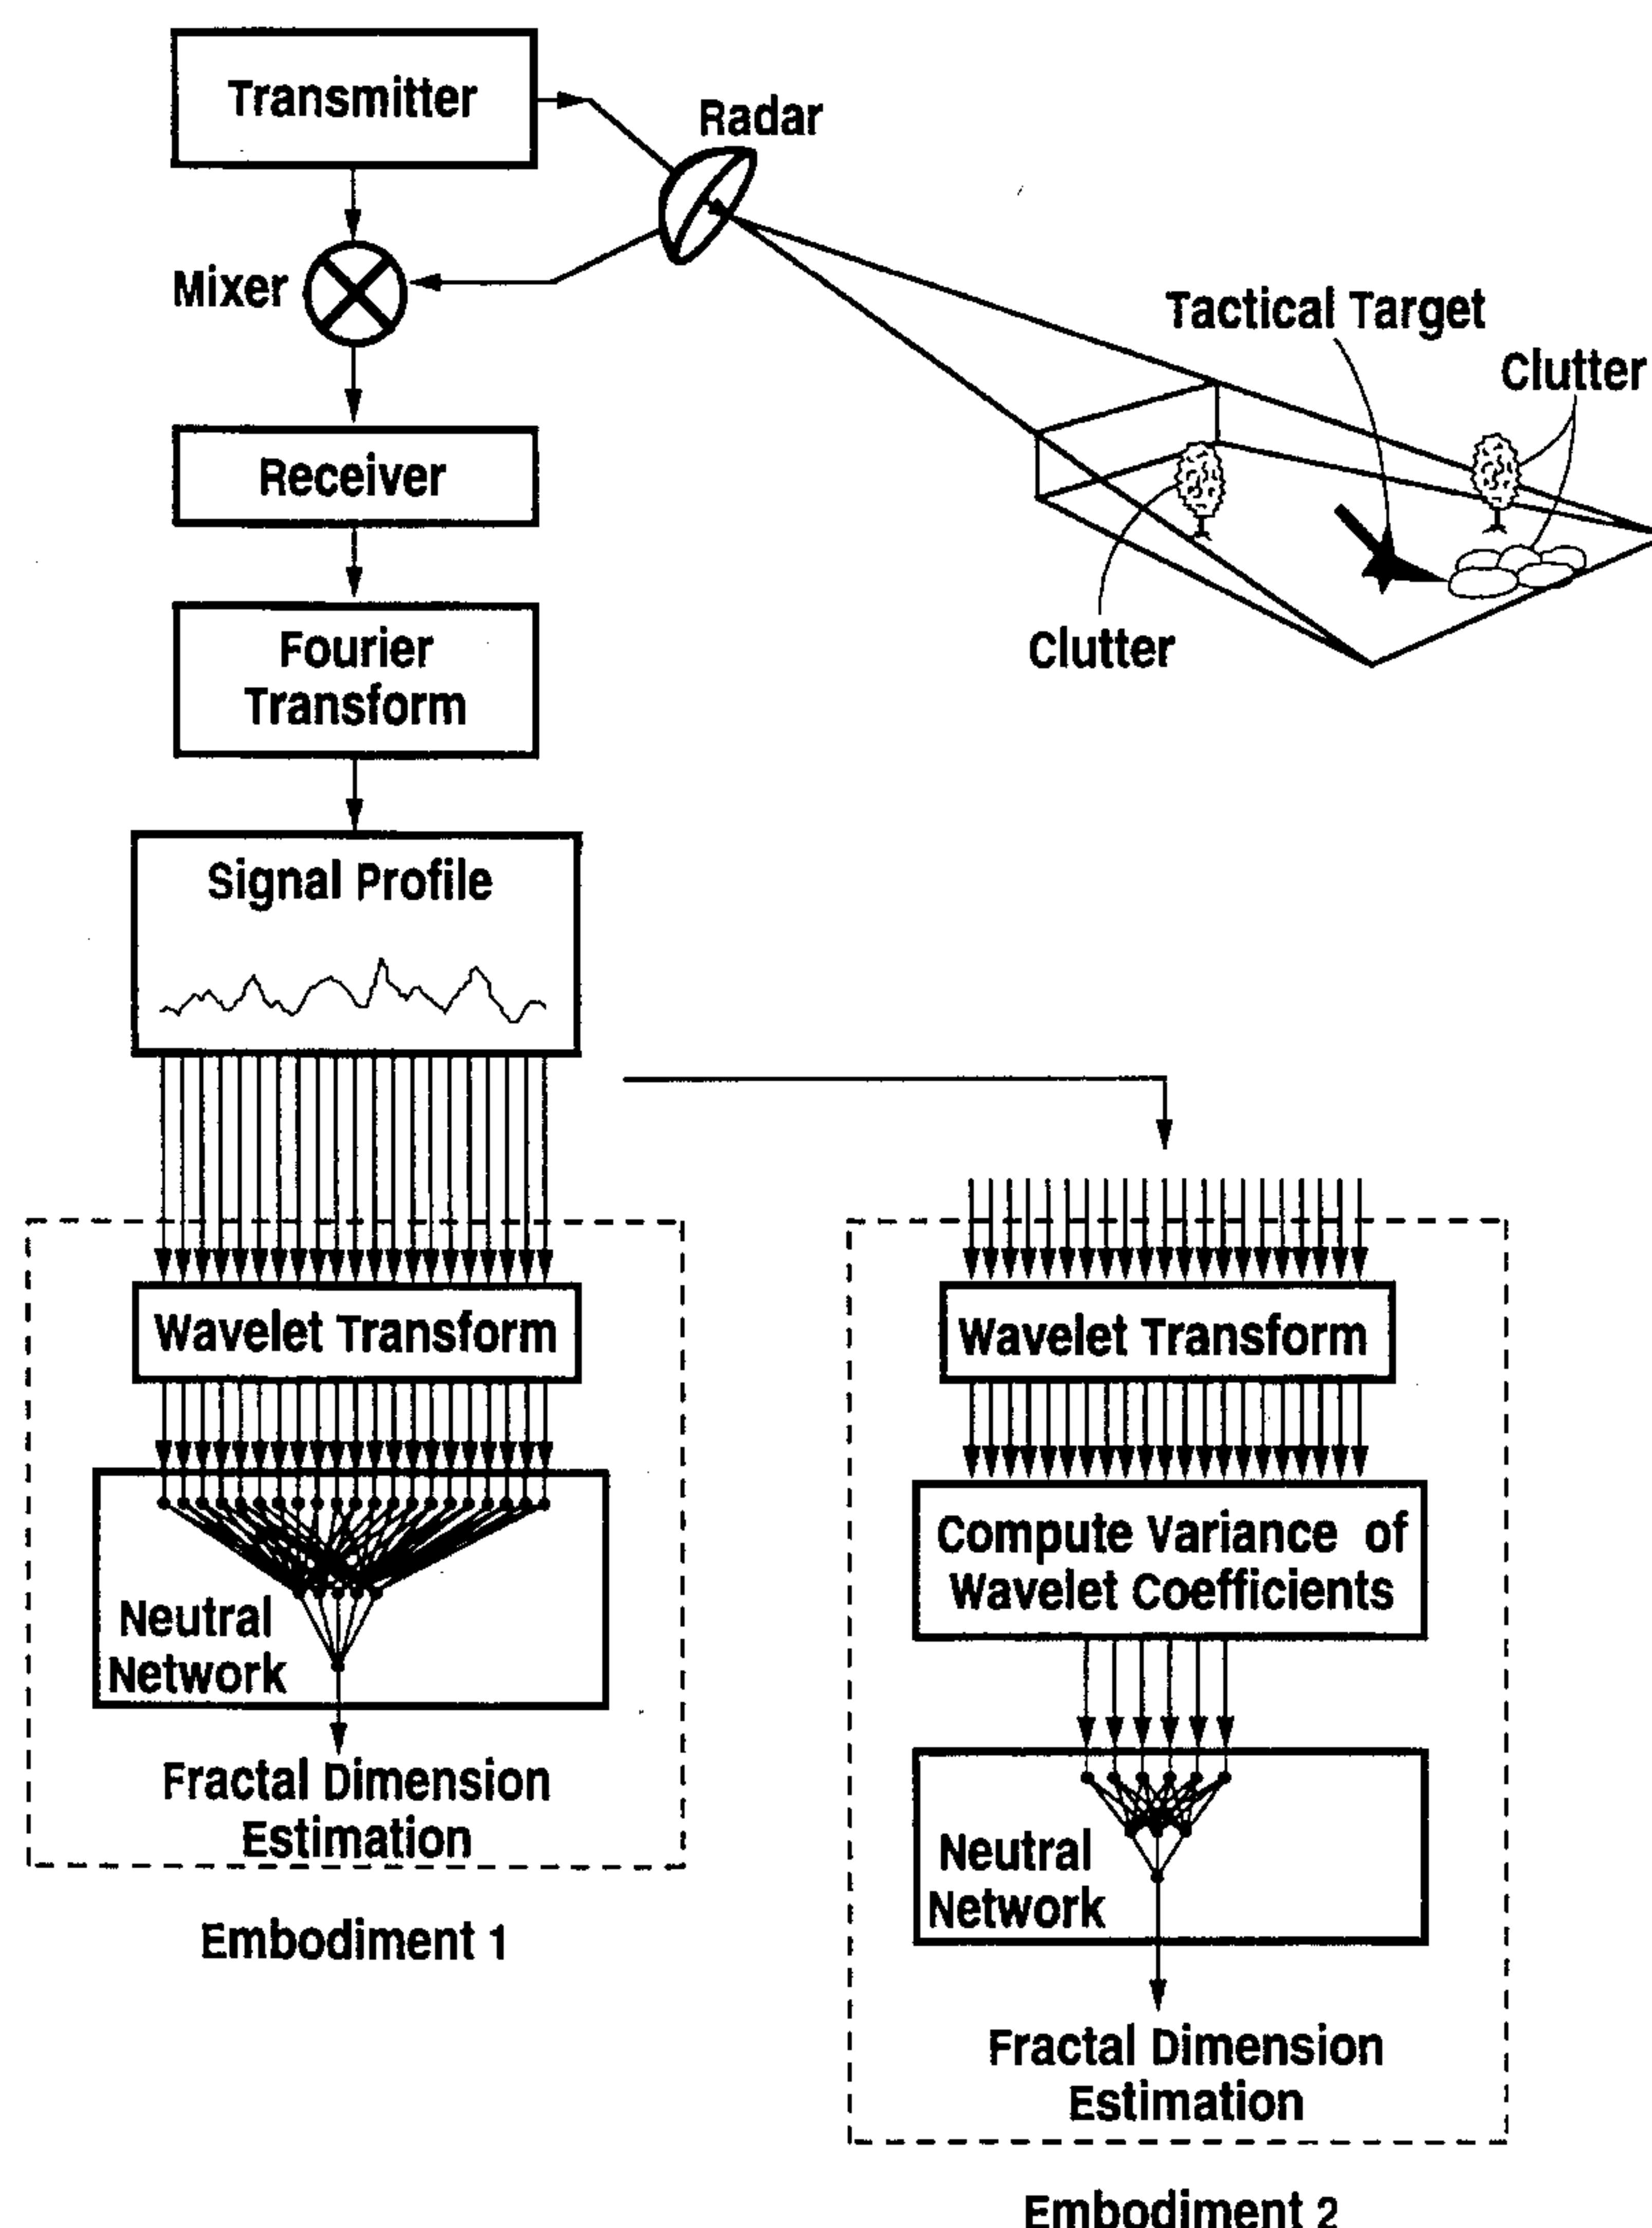 Transmitter
Radar
Mixer
Tactical Target
Clutter
Receiver
Clutter
Fourier
Transform
Signal Profile
Wavelet Transform
Neutral
Network
Fractal Dimension
Estimation
Embodiment 1
Wavelet Transform
Compute Variance of
Wavelet Coefficients
Neutral
Network
Fractal Dimension
Estimation
Embodiment 2